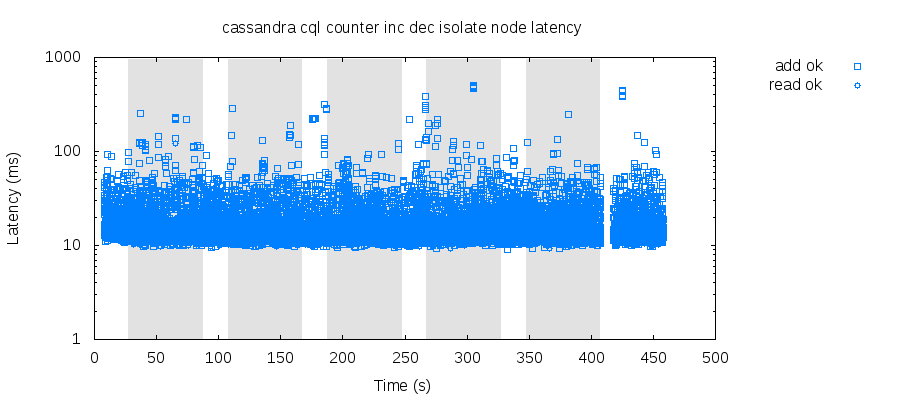 cassandra cql counter inc dec isolate node latency
add ok
read ok
1000
100
10
1
Latency (ms)
0 50 100 150 200 250 300 350 400 450 500
Time (s)